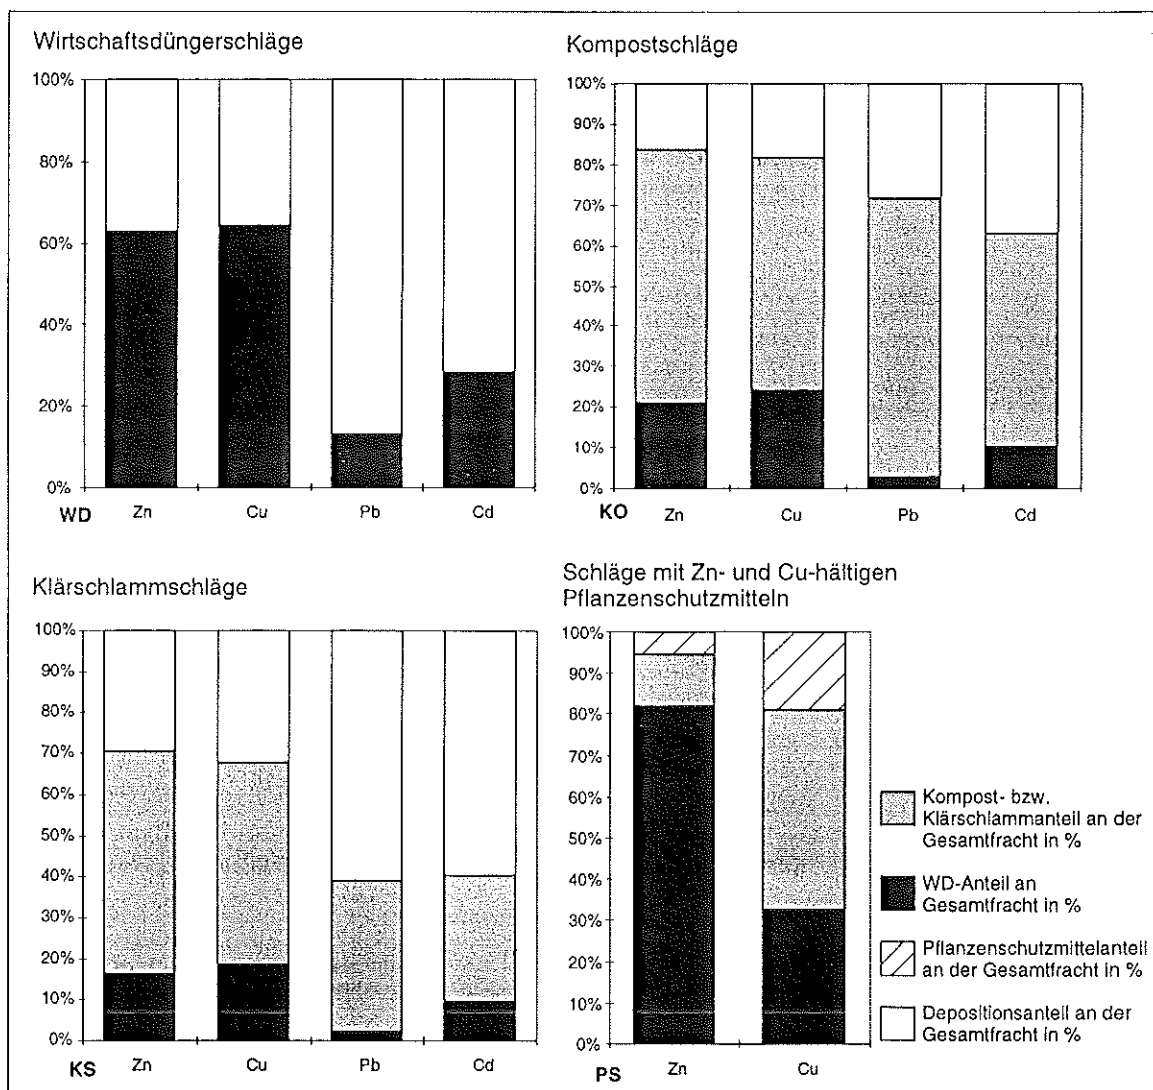 Wirtschaftsdüngerschläge
100%
80%
60%
40%
20%
0%
WD Zn Cu Pb Cd
Kompostschläge
100%
90%
80%
70%
60%
50%
40%
30%
20%
10%
0%
KO Zn Cu Pb Cd
Klärschlammschläge
100%
90%
80%
70%
60%
50%
40%
30%
20%
10%
0%
KS Zn Cu Pb Cd
Schläge mit Zn- und Cu-hältigen
Pflanzenschutzmitteln
100%
90%
80%
70%
60%
50%
40%
30%
20%
10%
0%
PS Zn Cu
Kompost- bzw.
Klärschlammanteil an der
Gesamtfracht in %
WD-Anteil an
Gesamtfracht in %
Pflanzenschutzmittelanteil
an der Gesamtfracht in %
Depositionsanteil an der
Gesamtfracht in %